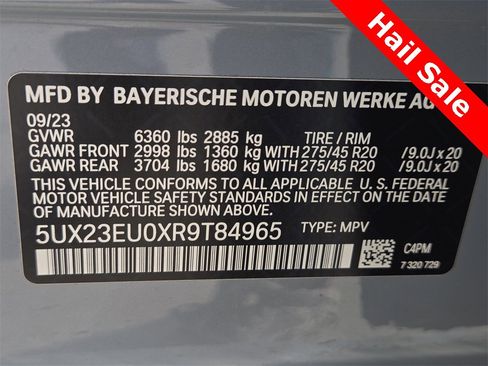 Hail Sale
MFD BY BAYERISCHE MOTOREN WERKE AG
09/23
GVWR 6360 lbs 2885 kg TIRE / RIM
GAWR FRONT 2998 lbs 1360 kg WITH 275/45 R20 /9.0J x 20
GAWR REAR 3704 lbs 1680 kg WITH 275/45 R20 /9.0J x 20
THIS VEHICLE CONFORMS TO ALL APPLICABLE U. S. FEDERAL
MOTOR VEHICLE SAFETY STANDARDS IN EFFECT ON THE DATE OF
MANUFACTURE SHOWN ABOVE.
5UX23EU0XR9T84965 TYPE: MPV
C4PM
7 320 729